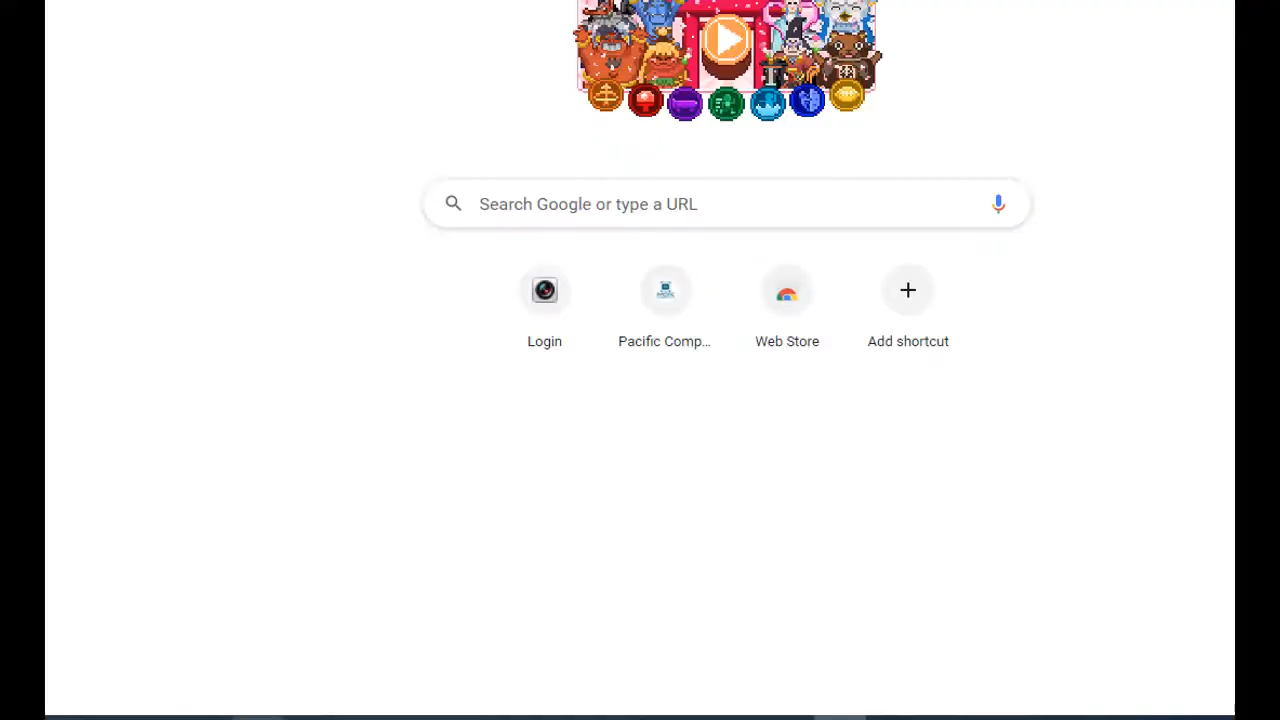 Search Google or type a URL
Login
Pacific Comp...
Web Store
Add shortcut